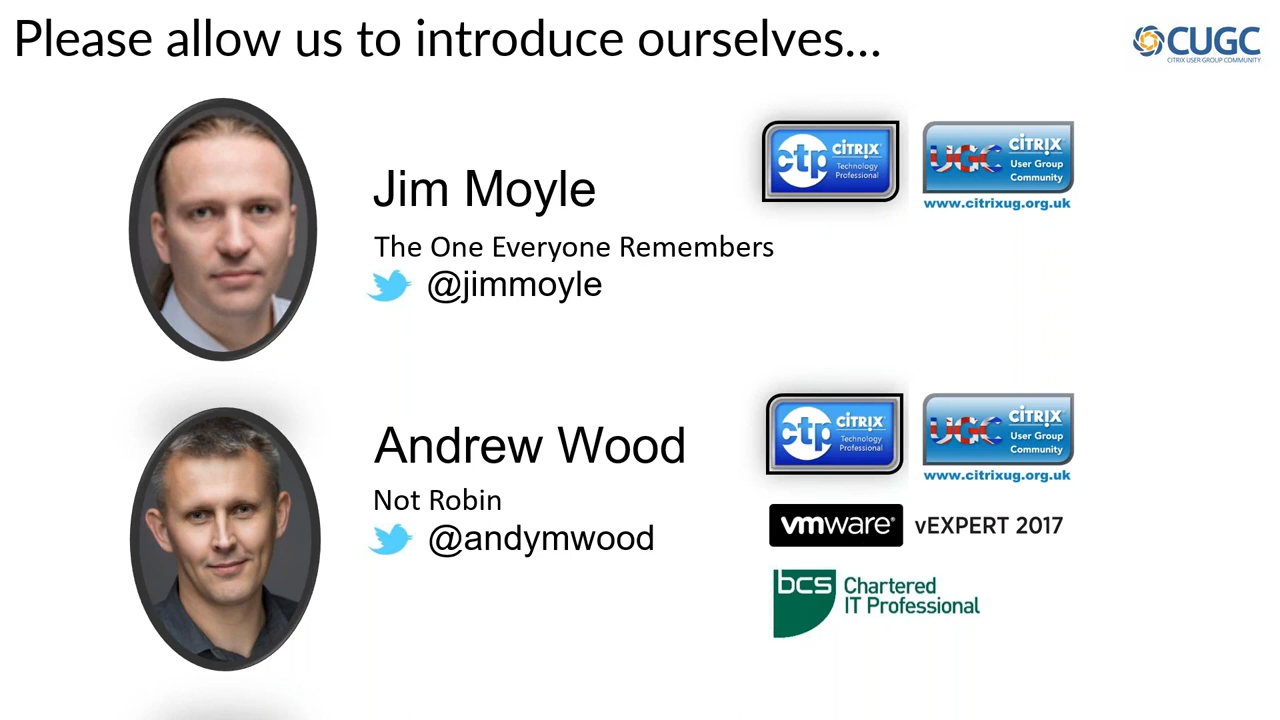 Please allow us to introduce ourselves...
CUGC
CITRIX USER GROUP COMMUNITY
Jim Moyle
The One Everyone Remembers
@jimmoyle
ctp CITRIX
Technology
Professional
UGC CITRIX
User Group
Community
www.citrixug.org.uk
Andrew Wood
Not Robin
@andymwood
ctp CITRIX
Technology
Professional
UGC CITRIX
User Group
Community
www.citrixug.org.uk
vmware® vEXPERT 2017
bcs Chartered
IT Professional